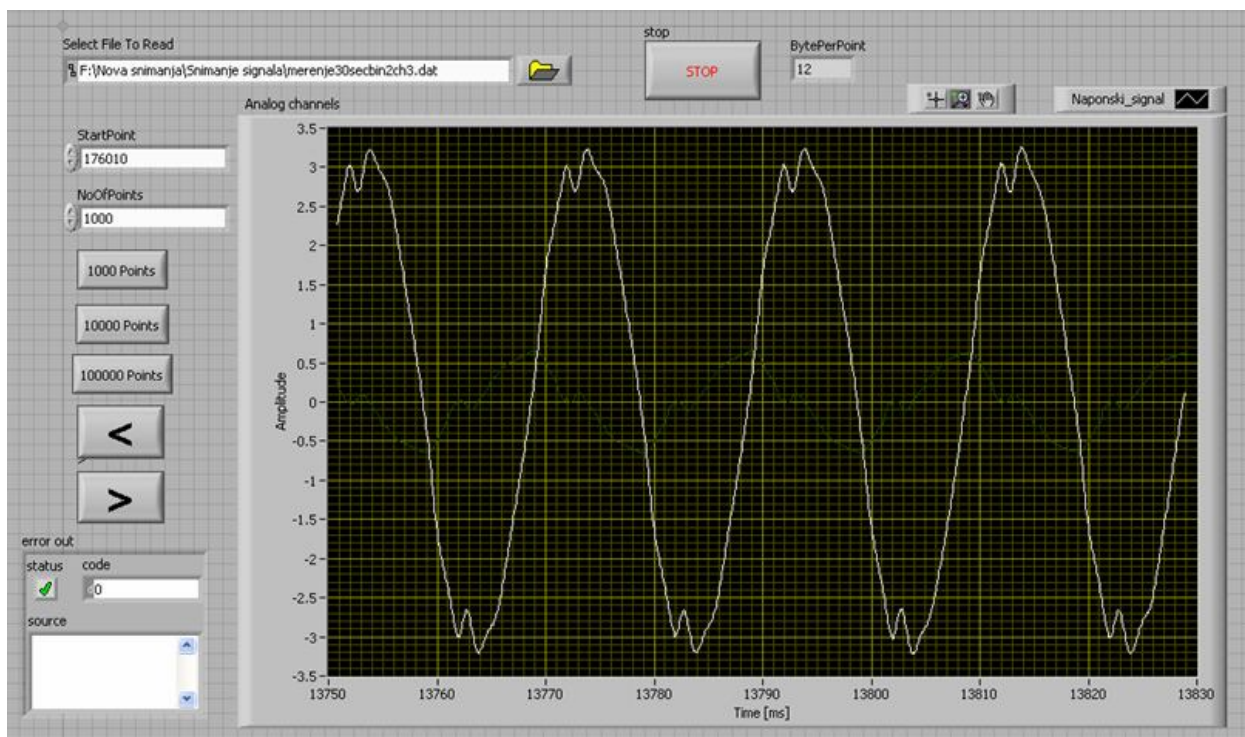 Select File To Read
F:\Nova snimanja\Snimanje signala\merenje30secbin2ch3.dat
stop
STOP
BytePerPoint
12
Analog channels
Naponski_signal
StartPoint
176010
NoOfPoints
1000
1000 Points
10000 Points
100000 Points
<
>
error out
status
code
0
source
Amplitude
3.5
3
2.5
2
1.5
1
0.5
0
-0.5
-1
-1.5
-2
-2.5
-3
-3.5
13750 13760 13770 13780 13790 13800 13810 13820 13830
Time [ms]